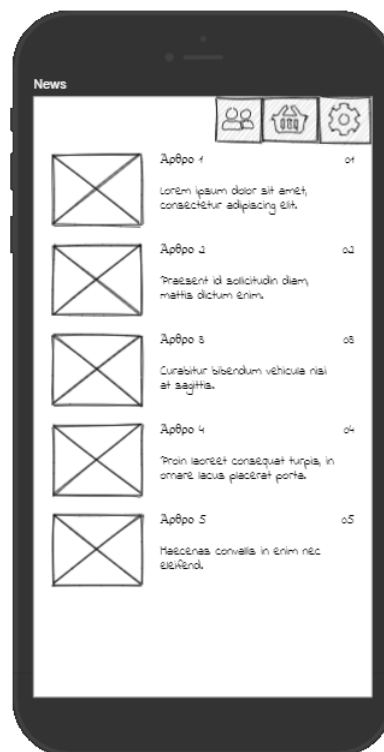 News
Άρθρο 1 01
Lorem ipsum dolor sit amet,
consectetur adipiscing elit.
Άρθρο 2 02
Praesent id sollicitudin diam,
mattis dictum enim.
Άρθρο 3 03
Curabitur bibendum vehicula nisi
at sagittis.
Άρθρο 4 04
Proin laoreet consequat turpis, in
ornare lacus placerat porta.
Άρθρο 5 05
Maecenas convallis in enim nec
eleifend.